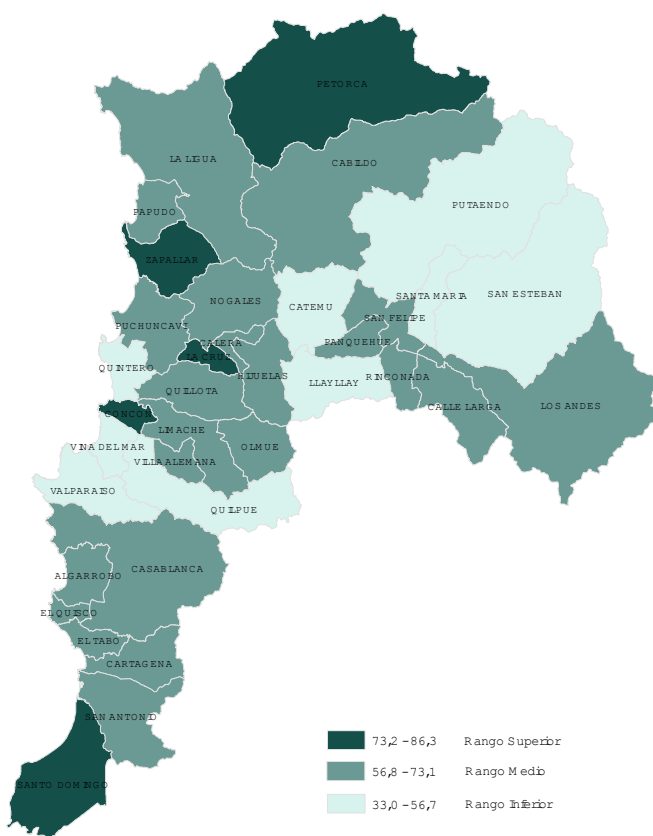 PETORCA
LA LIGUA
CABILDO
PAPUDO
PUTAENDO
ZAPALLAR
NOGALES
CATEMU
SANTA MARIA
SAN ESTEBAN
PUCHUNCAVI
SAN FELIPE
CALERA
PANQUEHUE
LA CRUZ
QUINTERO
HIJUELAS
LLAY LLAY
RINCONADA
QUILLOTA
CALLE LARGA
LOS ANDES
CONCON
LIMACHE
VINA DEL MAR
OLMUE
VILLA ALEMANA
VALPARAISO
QUILPUE
CASABLANCA
ALGARROBO
EL QUISCO
EL TABO
CARTAGENA
SAN ANTONIO
SANTO DOMINGO
73,2 - 86,3 Rango Superior
56,8 - 73,1 Rango Medio
33,0 - 56,7 Rango Inferior